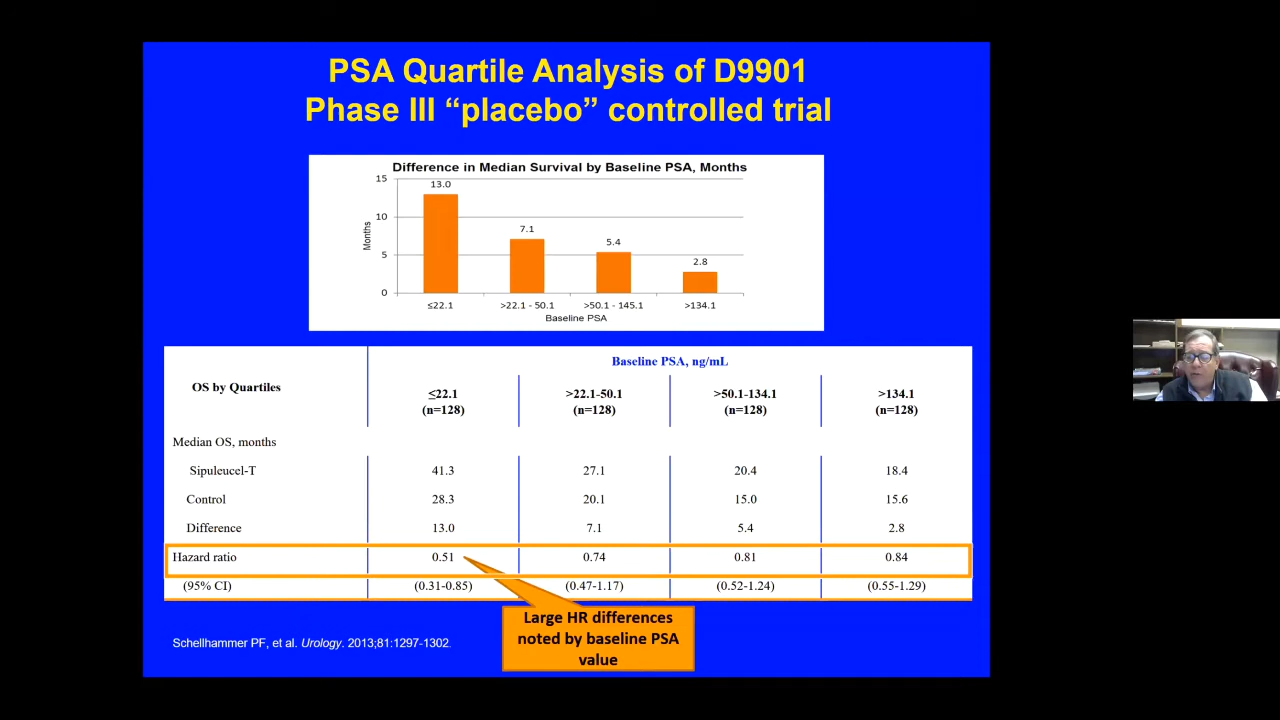 PSA Quartile Analysis of D9901
Phase III “placebo” controlled trial
Difference in Median Survival by Baseline PSA, Months
15
13.0
10
7.1
5.4
5
2.8
0
Months
≤22.1 >22.1 - 50.1 >50.1 - 145.1 >134.1
Baseline PSA
Baseline PSA, ng/mL
OS by Quartiles
≤22.1 >22.1-50.1 >50.1-134.1 >134.1
(n=128) (n=128) (n=128) (n=128)
Median OS, months
Sipuleucel-T 41.3 27.1 20.4 18.4
Control 28.3 20.1 15.0 15.6
Difference 13.0 7.1 5.4 2.8
Hazard ratio 0.51 0.74 0.81 0.84
(95% CI) (0.31-0.85) (0.47-1.17) (0.52-1.24) (0.55-1.29)
Large HR differences
noted by baseline PSA
value
Schellhammer PF, et al. Urology. 2013;81:1297-1302.